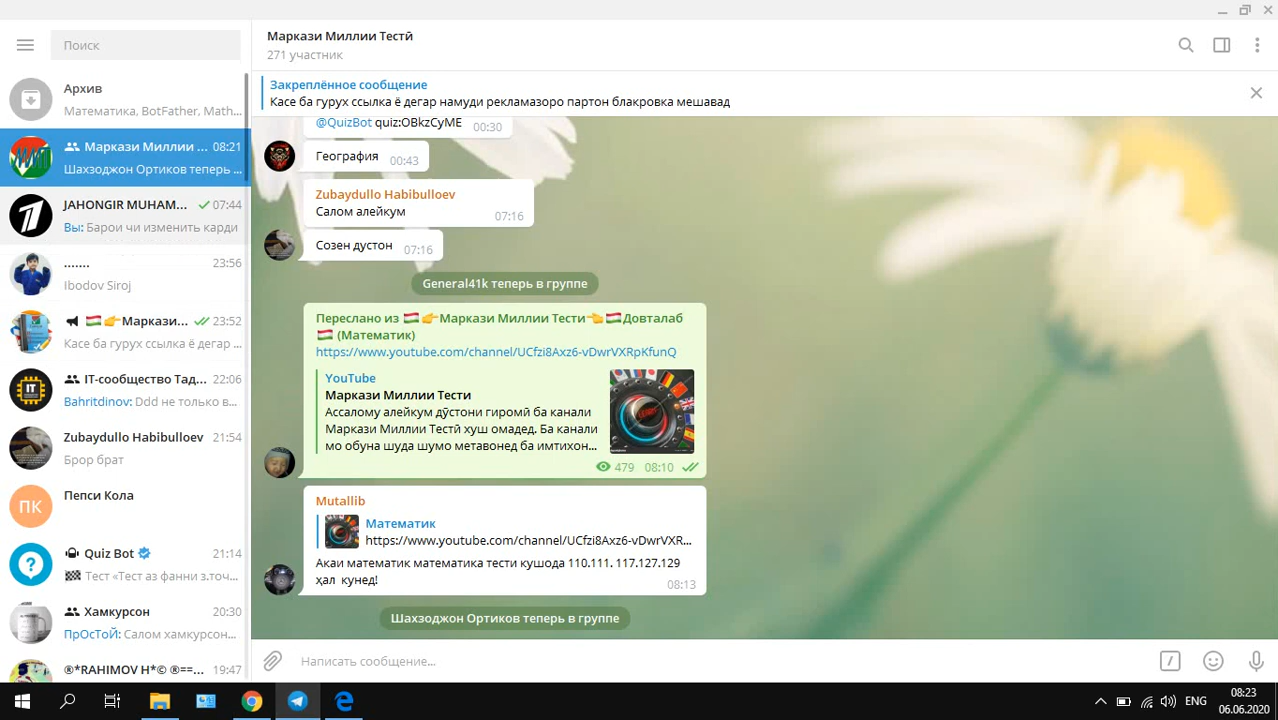 Поиск
Архив
Математика, BotFather, Math...
Маркази Миллии ... 08:21
Шахзоджон Ортиков теперь ...
JAHONGIR MUHAM... 07:44
Вы: Барои чи изменить карди
....... 23:56
Ibodov Siroj
Маркази... 23:52
Касе ба гурух ссылка ё дегар ...
IT-сообщество Тад... 22:06
Bahritdinov: Ddd не только в...
Zubaydullo Habibulloev 21:54
Брор брат
ПК
Пепси Кола
Quiz Bot 21:14
Тест «Тест аз фанни з.точ...
Хамкурсон 20:30
ПрОсТоЙ: Салом хамкурсон...
®*RAHIMOV H*© ®==... 19:47
Маркази Миллии Тестӣ
271 участник
Закреплённое сообщение
Касе ба гурух ссылка ё дегар намуди рекламазоро партон блакровка мешавад
@QuizBot quiz:OBkzCyME 00:30
География 00:43
Zubaydullo Habibulloev
Салом алейкум 07:16
Созен дустон 07:16
General41k теперь в группе
Переслано из 🇹🇯👉Маркази Миллии Тести👈🇹🇯Довталаб
🇹🇯 (Математик)
https://www.youtube.com/channel/UCfzi8Axz6-vDwrVXRpKfunQ
YouTube
Маркази Миллии Тести
Ассалому алейкум дӯстони гиромӣ ба канали
Маркази Миллии Тестӣ хуш омадед. Ба канали
мо обуна шуда шумо метавонед ба имтихон...
479 08:10
Mutallib
Математик
https://www.youtube.com/channel/UCfzi8Axz6-vDwrVXR...
Акаи математик математика тести кушода 110.111. 117.127.129
ҳал кунед!
08:13
Шахзоджон Ортиков теперь в группе
Написать сообщение...
ENG
08:23
06.06.2020